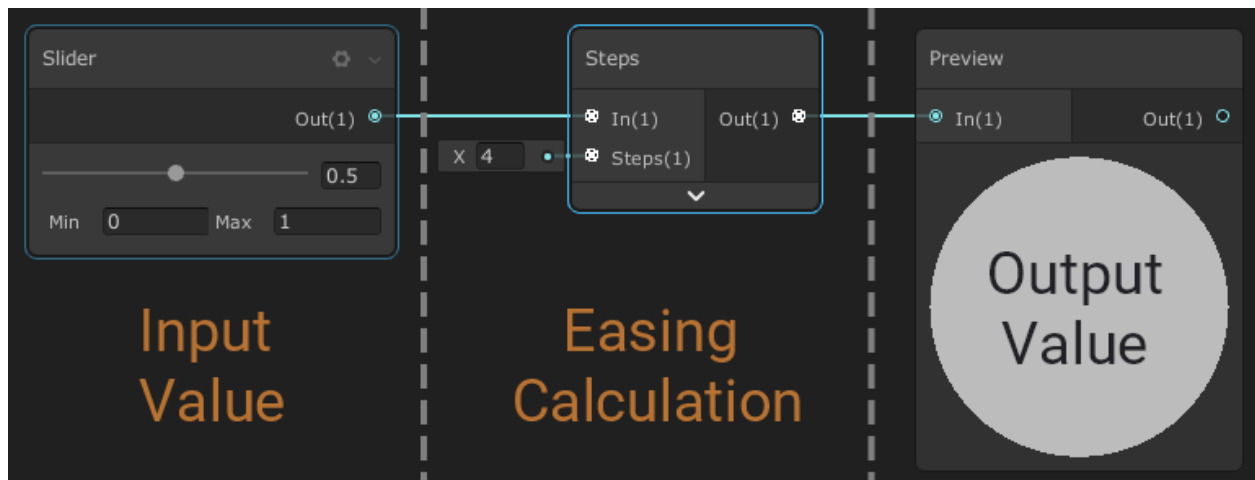 Slider
Out(1)
0.5
Min 0 Max 1
Input
Value
Steps
In(1) Out(1)
X 4 Steps(1)
Easing
Calculation
Preview
In(1) Out(1)
Output
Value